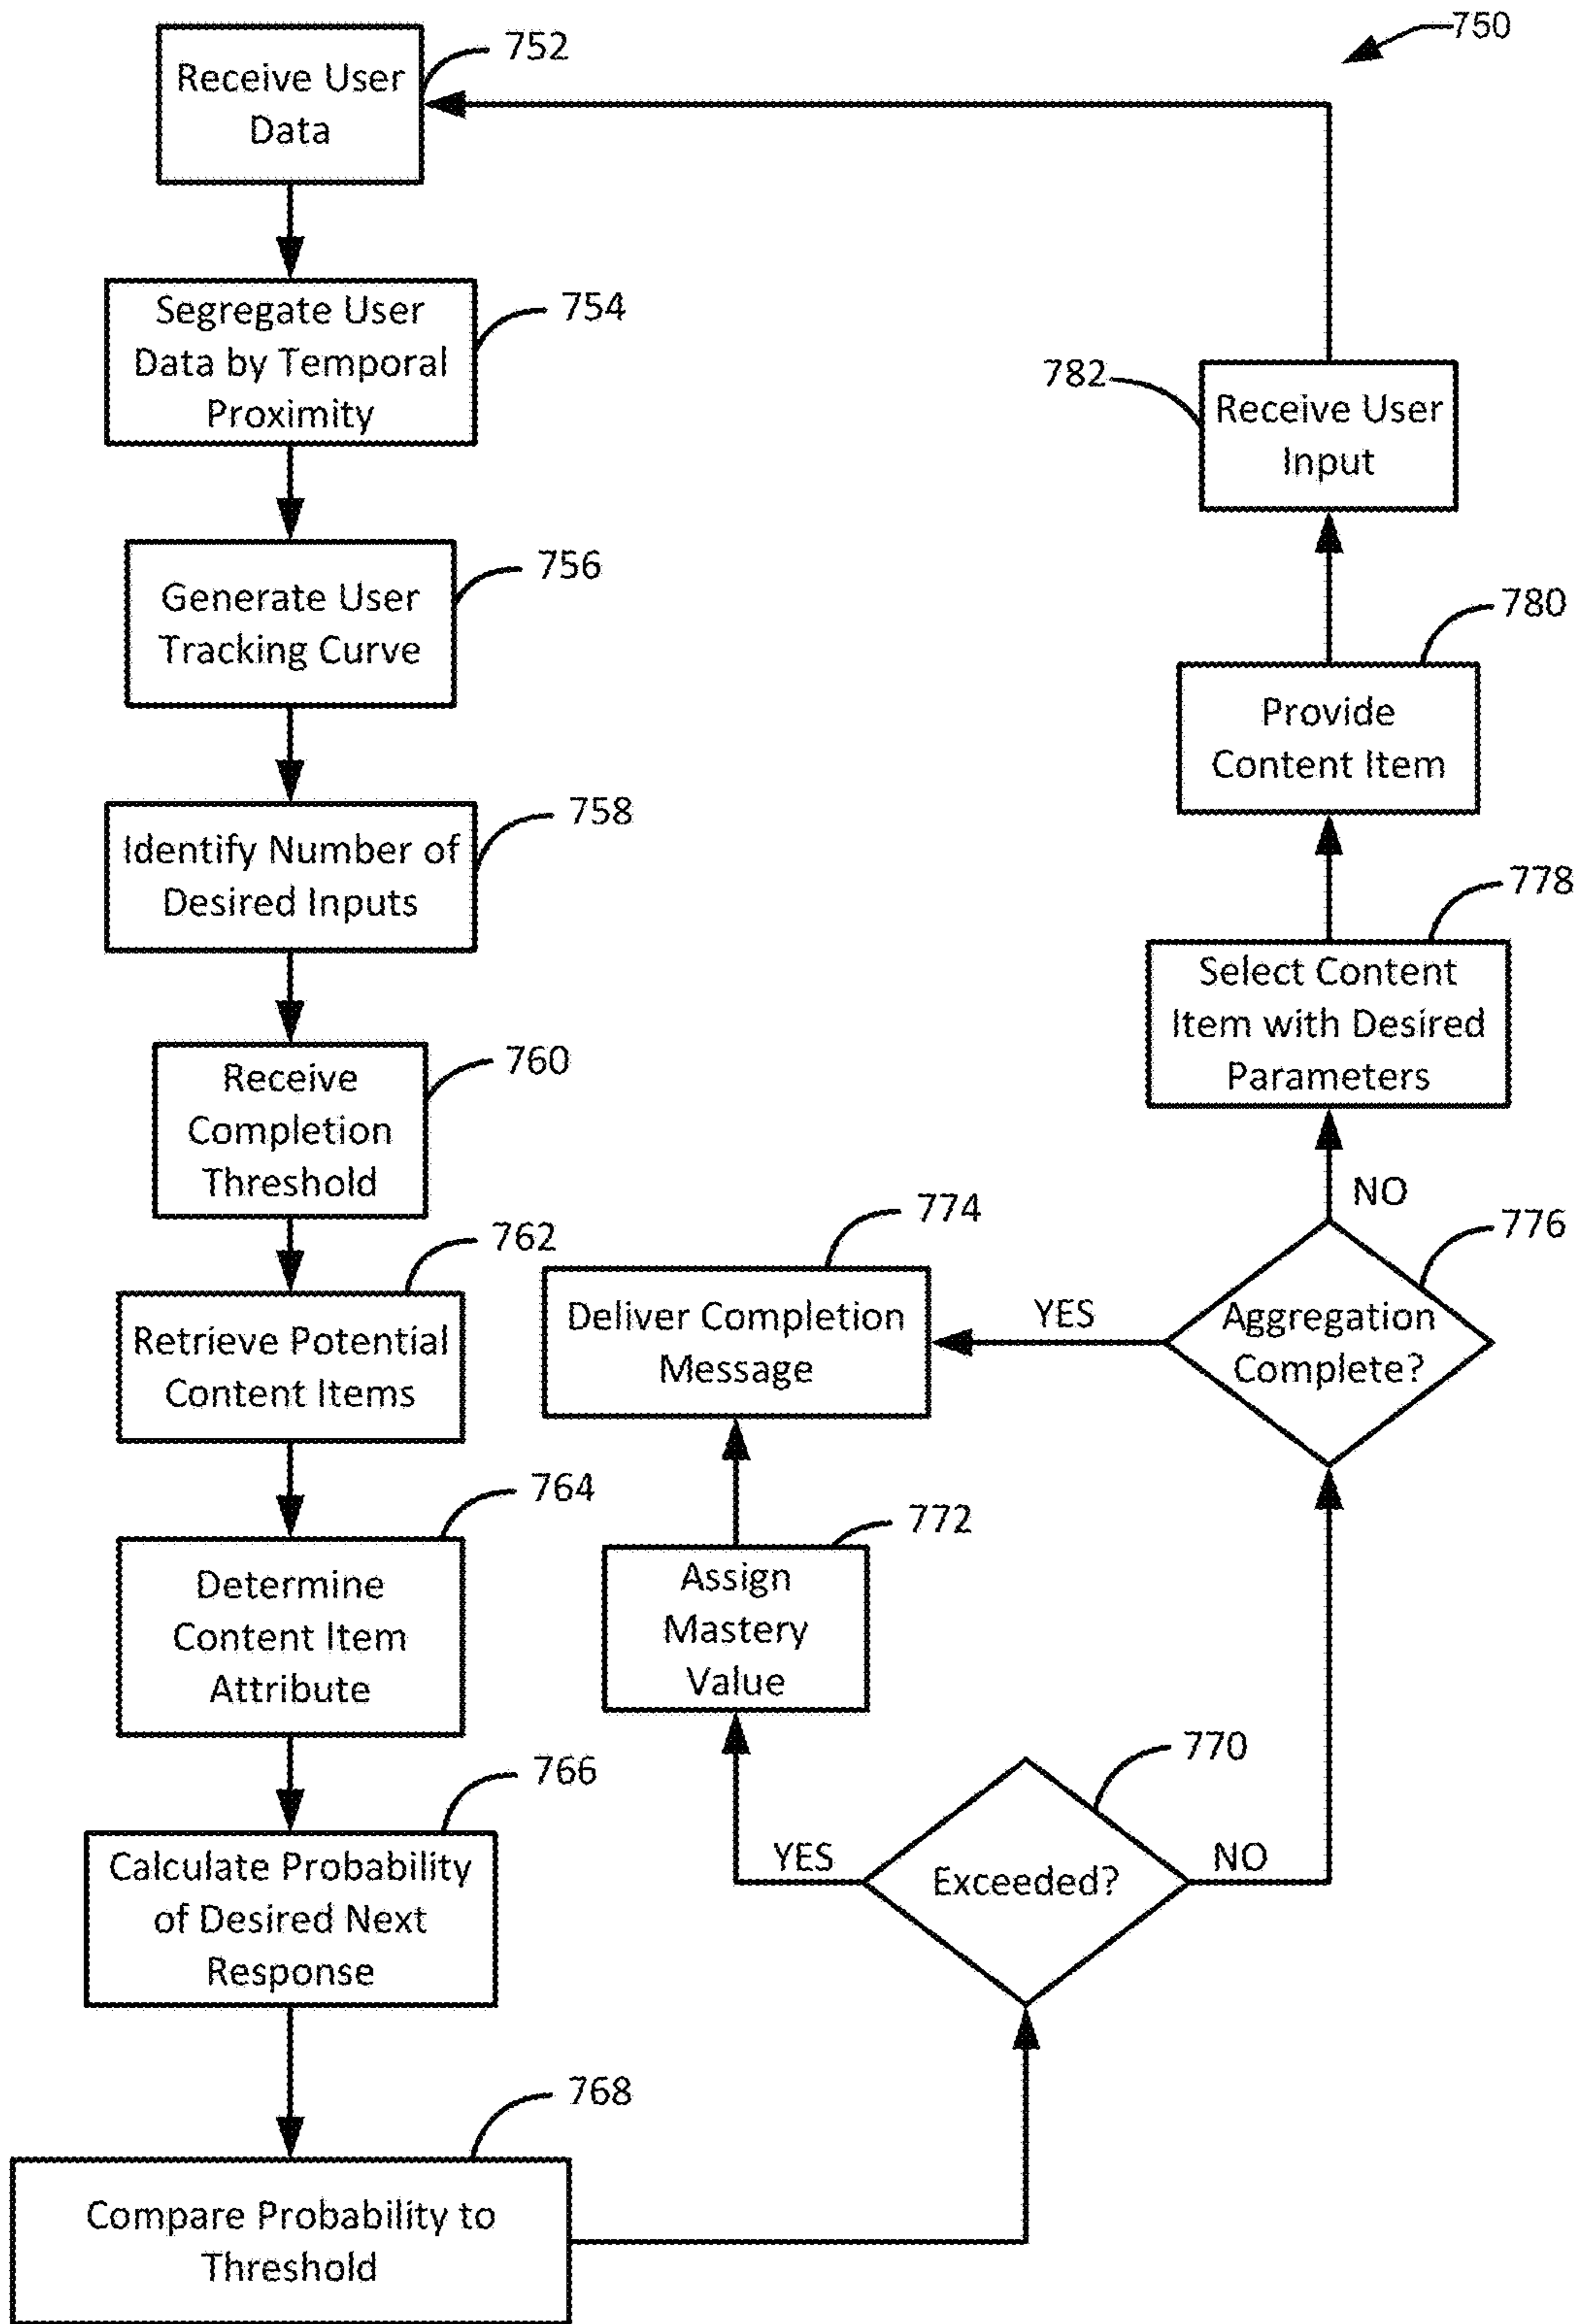 750
752
Receive User
Data
754
Segregate User
Data by Temporal
Proximity
756
Generate User
Tracking Curve
758
Identify Number of
Desired Inputs
760
Receive
Completion
Threshold
762
Retrieve Potential
Content Items
764
Determine
Content Item
Attribute
766
Calculate Probability
of Desired Next
Response
768
Compare Probability to
Threshold
770
Exceeded?
YES
NO
772
Assign
Mastery
Value
774
Deliver Completion
Message
776
Aggregation
Complete?
YES
NO
778
Select Content
Item with Desired
Parameters
780
Provide
Content Item
782
Receive User
Input